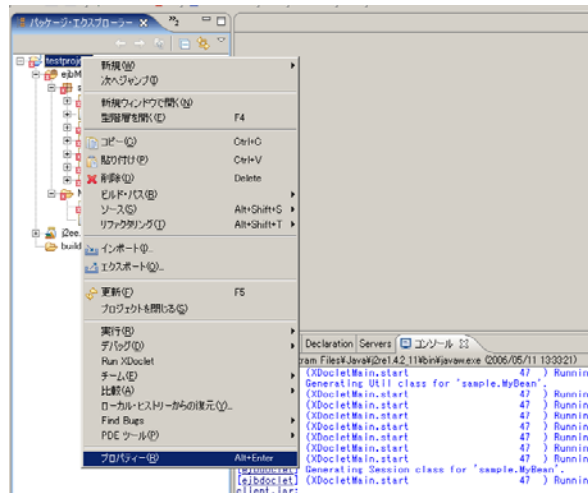 パッケージ・エクスプローラー
testproje
ejbM
j2ee.
build
新規(W)
次へジャンプ(I)
新規ウィンドウで開く(N)
型階層を開く(E) F4
コピー(C) Ctrl+C
貼り付け(P) Ctrl+V
削除(D) Delete
ビルド・パス(B)
ソース(S) Alt+Shift+S
リファクタリング(T) Alt+Shift+T
インポート(I)...
エクスポート(O)...
更新(F) F5
プロジェクトを閉じる(S)
実行(R)
デバッグ(D)
Run XDoclet
チーム(E)
比較(A)
ローカル・ヒストリーからの復元(Y)...
Find Bugs
PDE ツール(P)
プロパティー(R) Alt+Enter
Declaration Servers コンソール
ram Files¥Java¥j2re1.4.2_11¥bin¥javaw.exe (2006/05/11 13:33:21)
(XDocletMain.start 47 ) Runnin
Generating Util class for 'sample.MyBean'.
(XDocletMain.start 47 ) Runnin
(XDocletMain.start 47 ) Runnin
(XDocletMain.start 47 ) Runnin
(XDocletMain.start 47 ) Runnin
(XDocletMain.start 47 ) Runnin
(XDocletMain.start 47 ) Runnin
(XDocletMain.start 47 ) Runnin
[ejbdoclet] Generating Session class for 'sample.MyBean'.
[ejbdoclet] (XDocletMain.start 47 ) Runnin
client.jar: